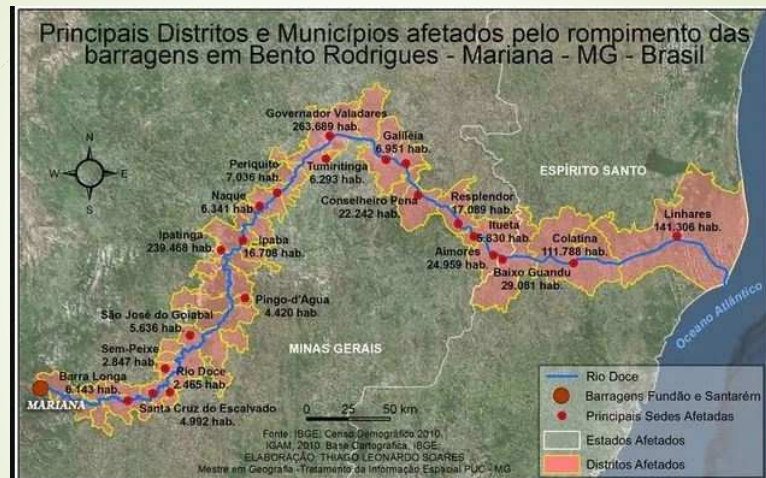 Principais Distritos e Municípios afetados pelo rompimento das
barragens em Bento Rodrigues - Mariana - MG - Brasil
Governador Valadares
263.689 hab.
Galiléia
6.951 hab.
N
W
E
S
Periquito
7.036 hab.
Tumiritinga
6.293 hab.
ESPÍRITO SANTO
Naque
6.341 hab.
Conselheiro Pena
22.242 hab.
Resplendor
17.089 hab.
Itueta
5.830 hab.
Linhares
141.306 hab.
Ipatinga
239.468 hab.
Ipaba
16.708 hab.
Aimorés
24.959 hab.
Colatina
111.788 hab.
Baixo Guandu
29.081 hab.
Pingo-d'Água
4.420 hab.
São José do Goiabal
5.636 hab.
Oceano Atlântico
MINAS GERAIS
Sem-Peixe
2.847 hab.
Rio Doce
2.465 hab.
Barra Longa
6.143 hab.
MARIANA
Santa Cruz do Escalvado
4.992 hab.
0 25 50 km
Fonte: IBGE, Censo Demográfico 2010.
IGAM, 2010. Base Cartográfica, IBGE.
ELABORAÇÃO: THIAGO LEONARDO SOARES
Mestre em Geografia -Tratamento da Informação Espacial PUC - MG
Rio Doce
Barragens Fundão e Santarém
Principais Sedes Afetadas
Estados Afetados
Distritos Afetados